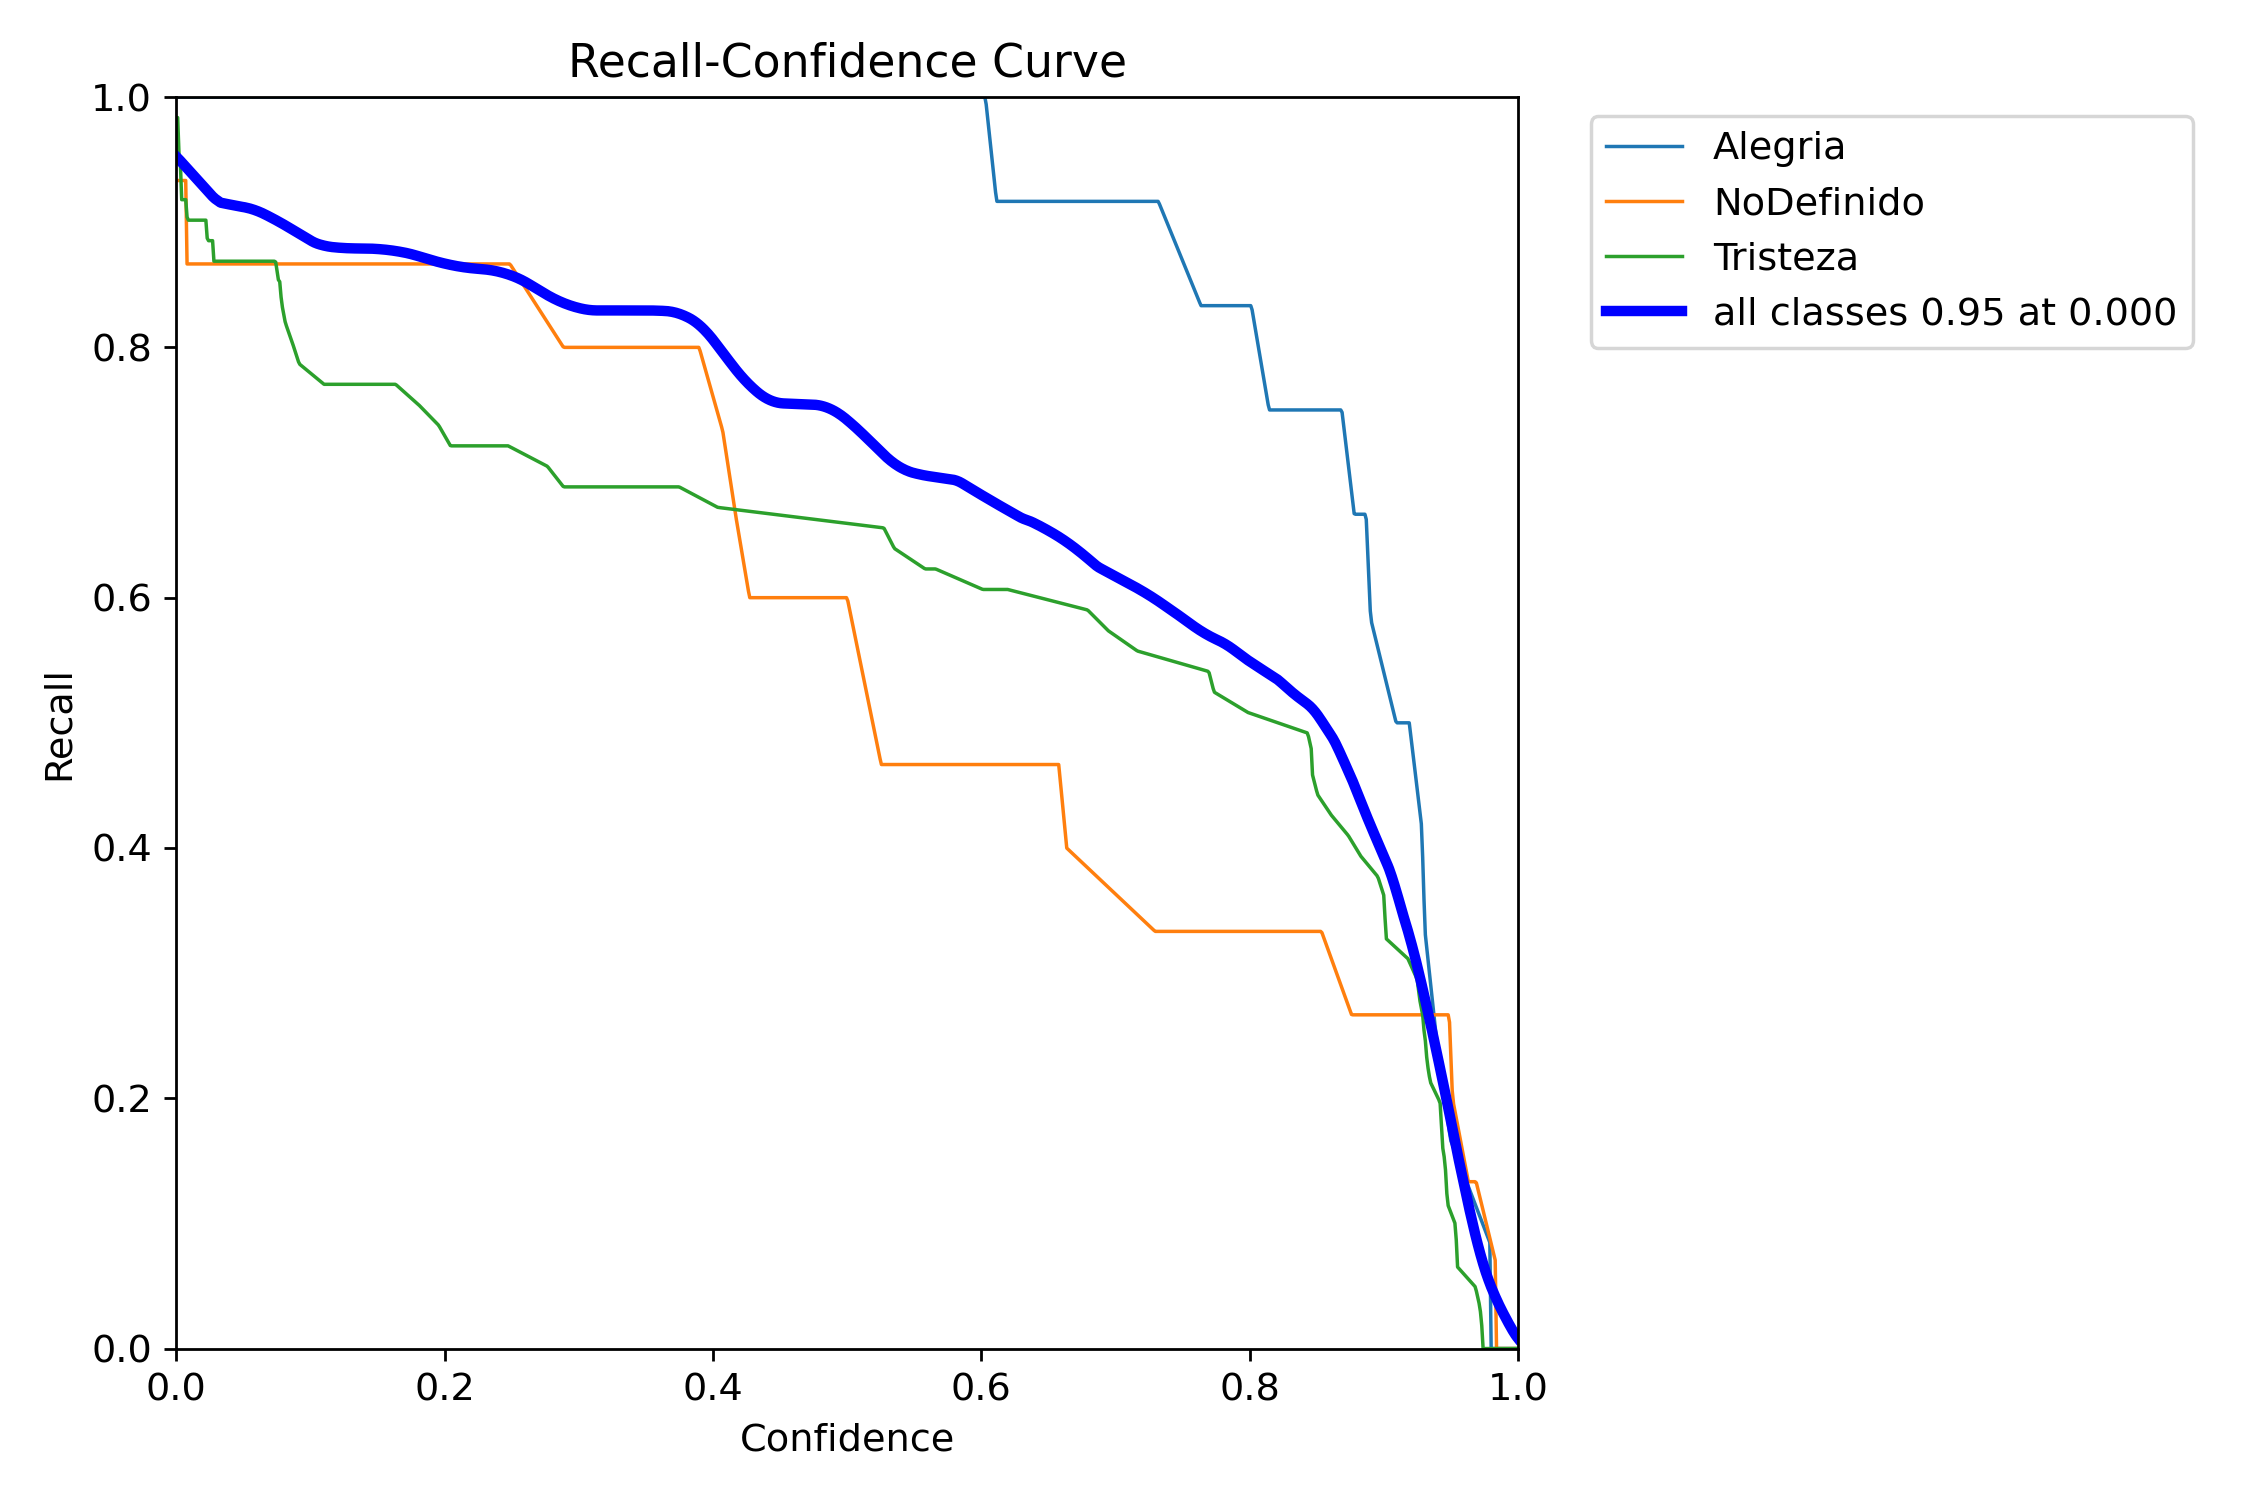 Recall-Confidence Curve
1.0
0.8
0.6
0.4
0.2
0.0
Recall
0.0 0.2 0.4 0.6 0.8 1.0
Confidence
Alegria
NoDefinido
Tristeza
all classes 0.95 at 0.000